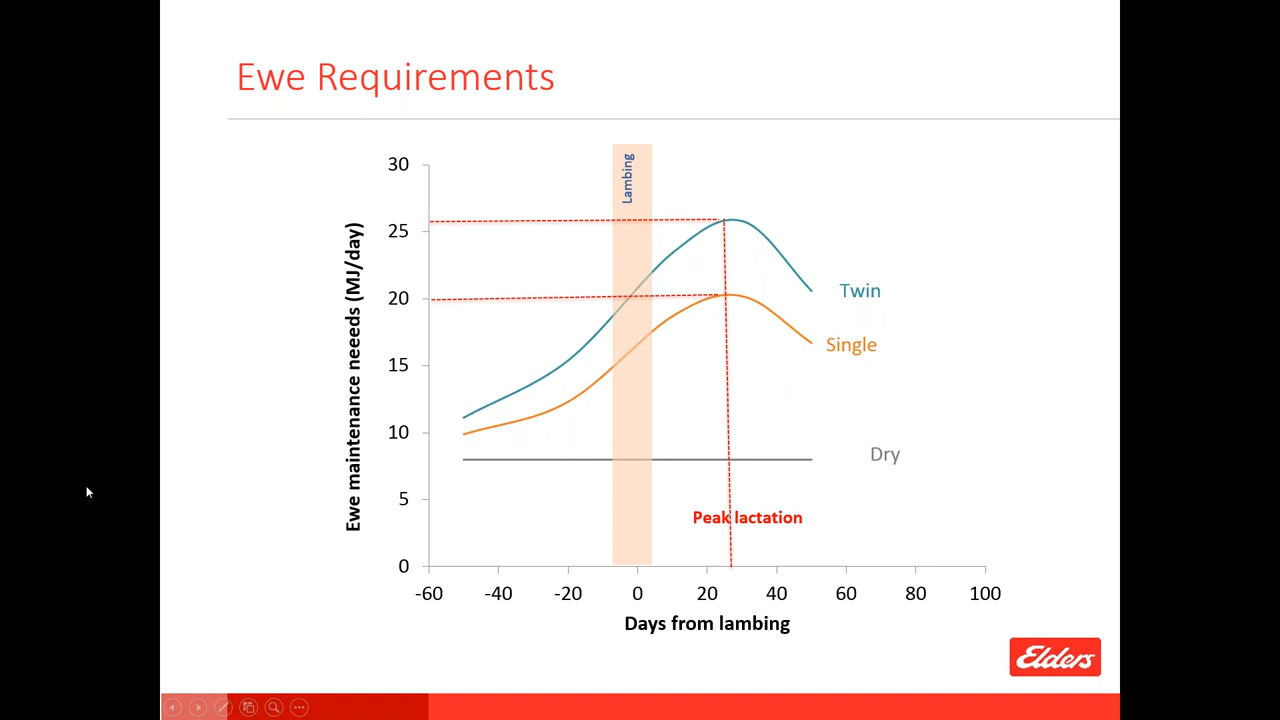 Ewe Requirements
Lambing
30
25
20
15
10
5
0
Ewe maintenance neeeds (MJ/day)
Twin
Single
Dry
Peak lactation
-60 -40 -20 0 20 40 60 80 100
Days from lambing
Elders